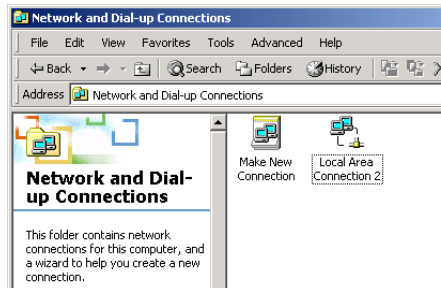 Network and Dial-up Connections
File Edit View Favorites Tools Advanced Help
Back Search Folders History
Address Network and Dial-up Connections
Make New Connection
Local Area Connection 2
Network and Dial-
up Connections
This folder contains network
connections for this computer, and
a wizard to help you create a new
connection.